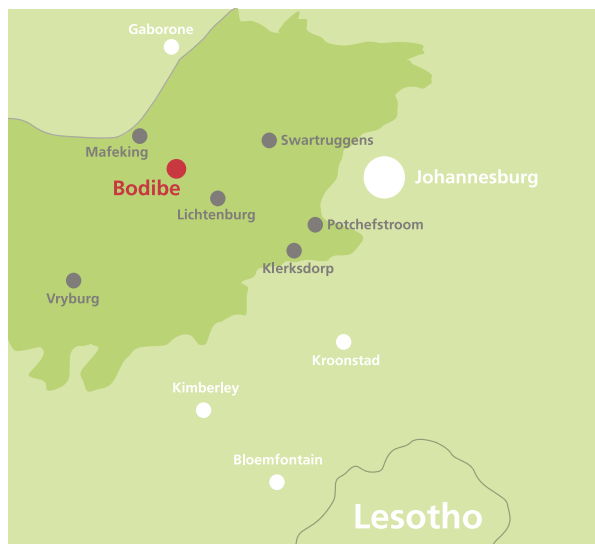 Gaborone
Swartruggens
Mafeking
Johannesburg
Bodibe
Lichtenburg
Potchefstroom
Klerksdorp
Vryburg
Kroonstad
Kimberley
Bloemfontain
Lesotho